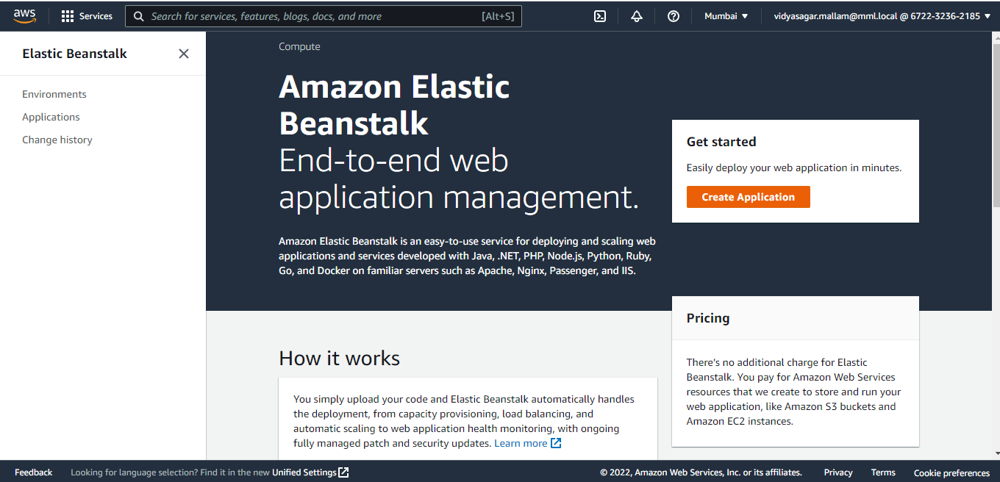 aws
Services
Search for services, features, blogs, docs, and more
[Alt+S]
Mumbai
vidyasagar.mallam@mml.local @ 6722-3236-2185
Elastic Beanstalk
Environments
Applications
Change history
Compute
Amazon Elastic
Beanstalk
End-to-end web
application management.
Amazon Elastic Beanstalk is an easy-to-use service for deploying and scaling web
applications and services developed with Java, .NET, PHP, Node.js, Python, Ruby,
Go, and Docker on familiar servers such as Apache, Nginx, Passenger, and IIS.
Get started
Easily deploy your web application in minutes.
Create Application
Pricing
There's no additional charge for Elastic
Beanstalk. You pay for Amazon Web Services
resources that we create to store and run your
web application, like Amazon S3 buckets and
Amazon EC2 instances.
How it works
You simply upload your code and Elastic Beanstalk automatically handles
the deployment, from capacity provisioning, load balancing, and
automatic scaling to web application health monitoring, with ongoing
fully managed patch and security updates. Learn more
Feedback
Looking for language selection? Find it in the new Unified Settings
© 2022, Amazon Web Services, Inc. or its affiliates.
Privacy
Terms
Cookie preferences